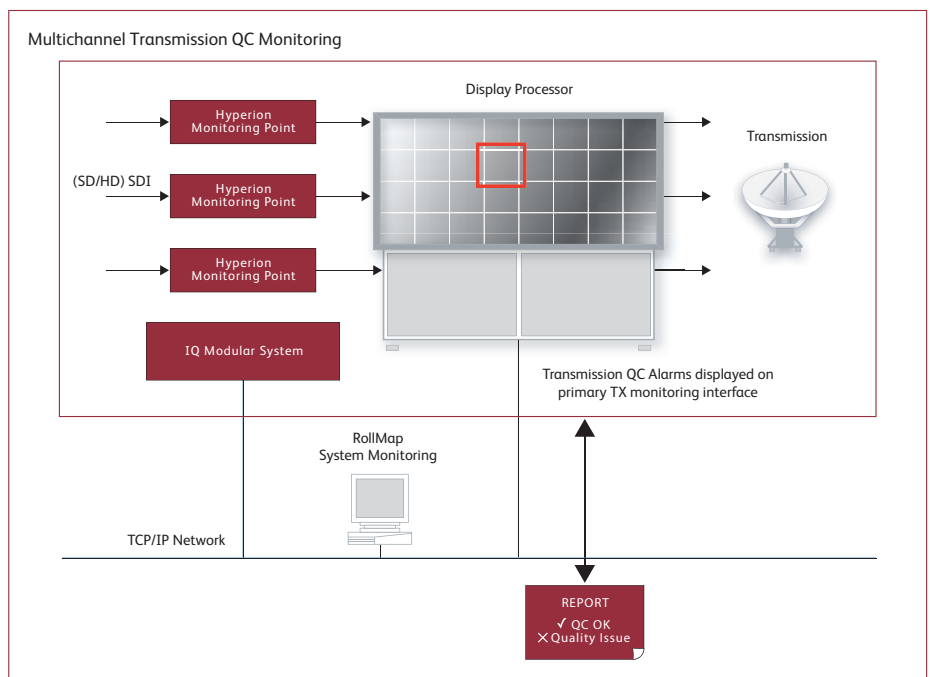 Multichannel Transmission QC Monitoring
Display Processor
Hyperion
Monitoring Point
Transmission
(SD/HD) SDI
Hyperion
Monitoring Point
Hyperion
Monitoring Point
IQ Modular System
Transmission QC Alarms displayed on
primary TX monitoring interface
RollMap
System Monitoring
TCP/IP Network
REPORT
✓ QC OK
✕ Quality Issue